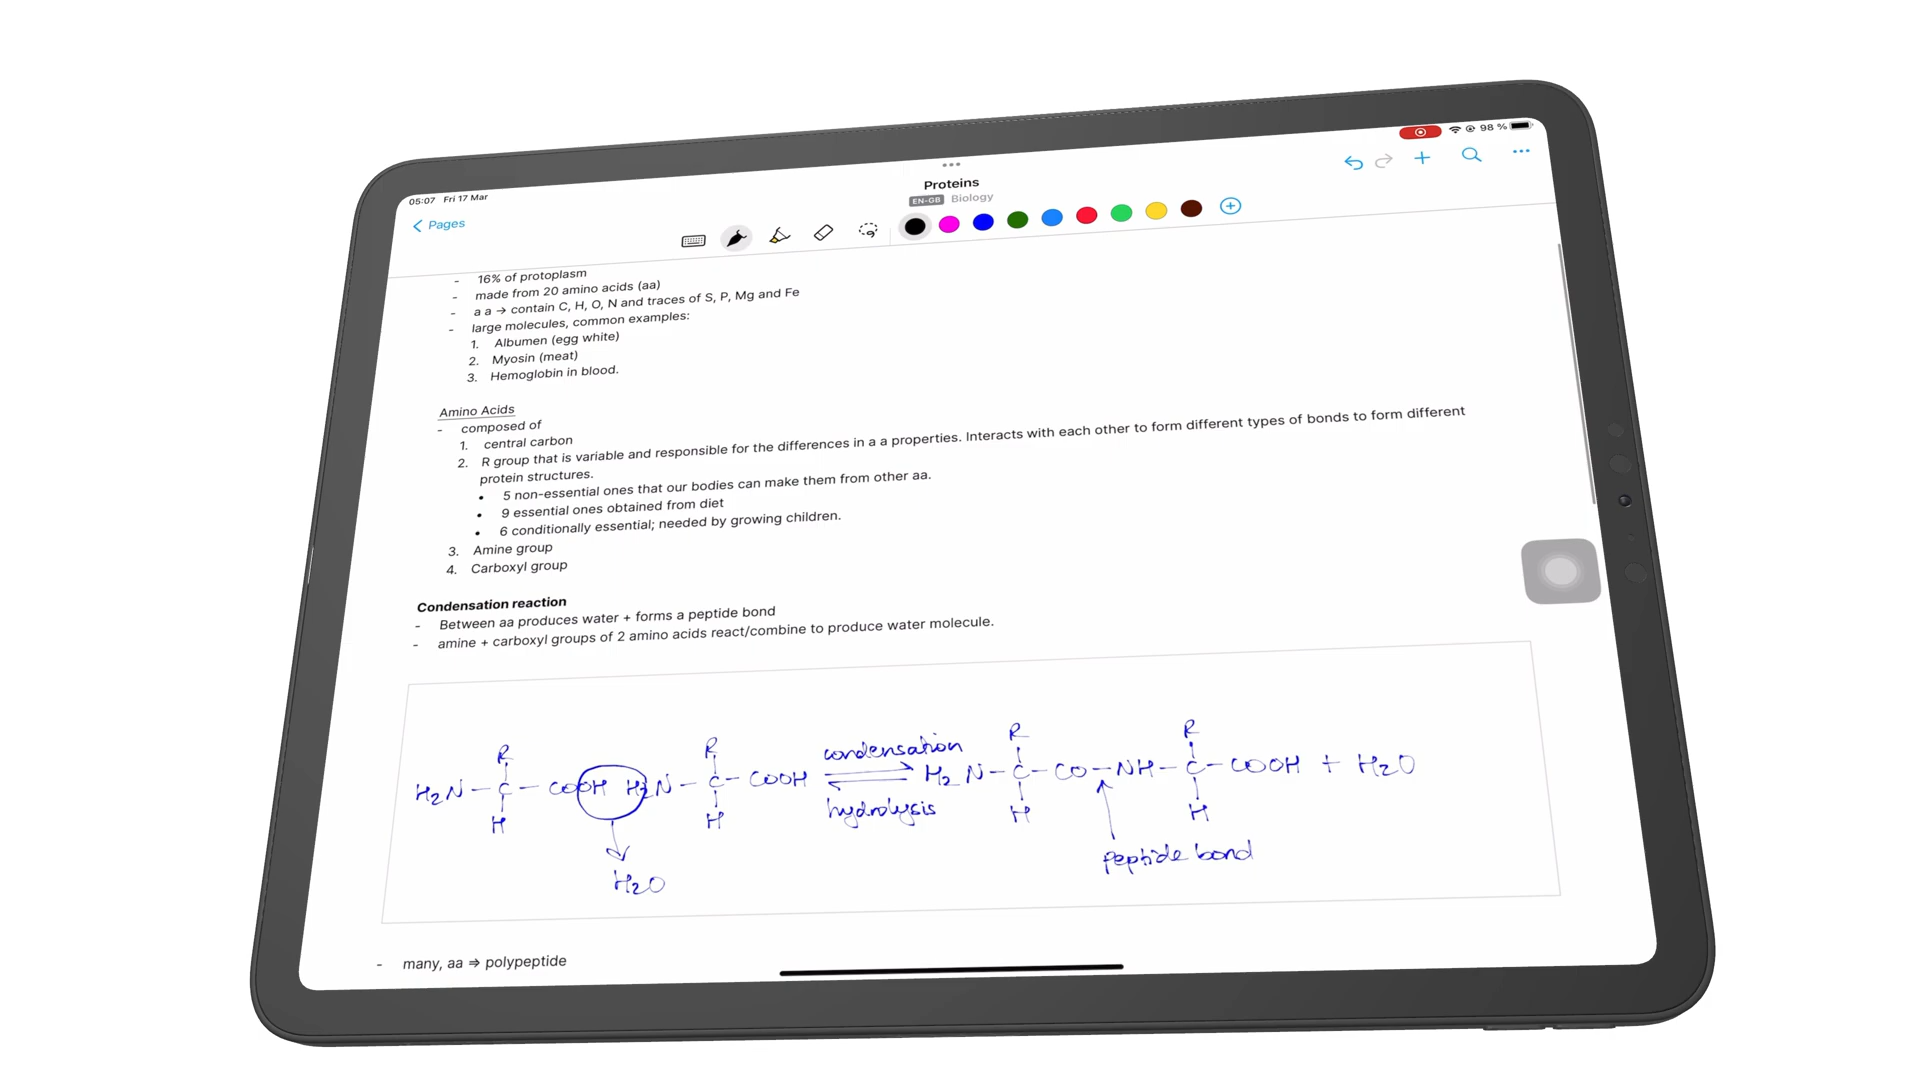 05:07 Fri 17 Mar
98 %
Pages
Proteins
EN-GB Biology
- 16% of protoplasm
- made from 20 amino acids (aa)
- a a → contain C, H, O, N and traces of S, P, Mg and Fe
- large molecules, common examples:
1. Albumen (egg white)
2. Myosin (meat)
3. Hemoglobin in blood.
Amino Acids
- composed of
1. central carbon
2. R group that is variable and responsible for the differences in a a properties. Interacts with each other to form different types of bonds to form different
protein structures.
• 5 non-essential ones that our bodies can make them from other aa.
• 9 essential ones obtained from diet
• 6 conditionally essential; needed by growing children.
3. Amine group
4. Carboxyl group
Condensation reaction
- Between aa produces water + forms a peptide bond
- amine + carboxyl groups of 2 amino acids react/combine to produce water molecule.
R R condensation R R
H2N - C - COOH H2N - C - COOH ⇌ H2N - C - CO - NH - C - COOH + H2O
H H hydrolysis H H
H2O peptide bond
- many, aa ⇒ polypeptide